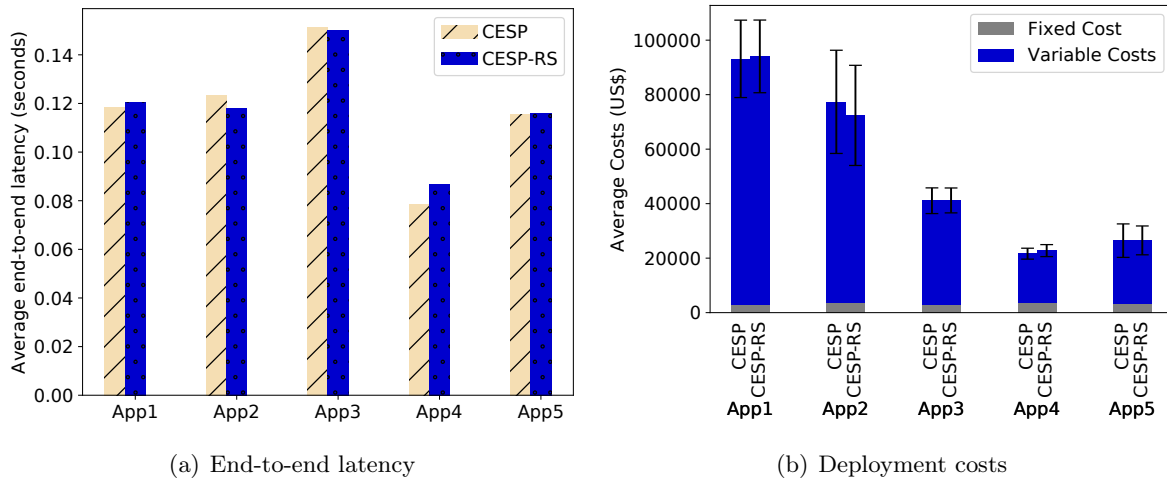 Average end-to-end latency (seconds)
0.14
0.12
0.10
0.08
0.06
0.04
0.02
0.00
CESP
CESP-RS
App1 App2 App3 App4 App5
(a) End-to-end latency
Average Costs (US$)
100000
80000
60000
40000
20000
0
Fixed Cost
Variable Costs
CESP
CESP-RS
CESP
CESP-RS
CESP
CESP-RS
CESP
CESP-RS
CESP
CESP-RS
App1 App2 App3 App4 App5
(b) Deployment costs